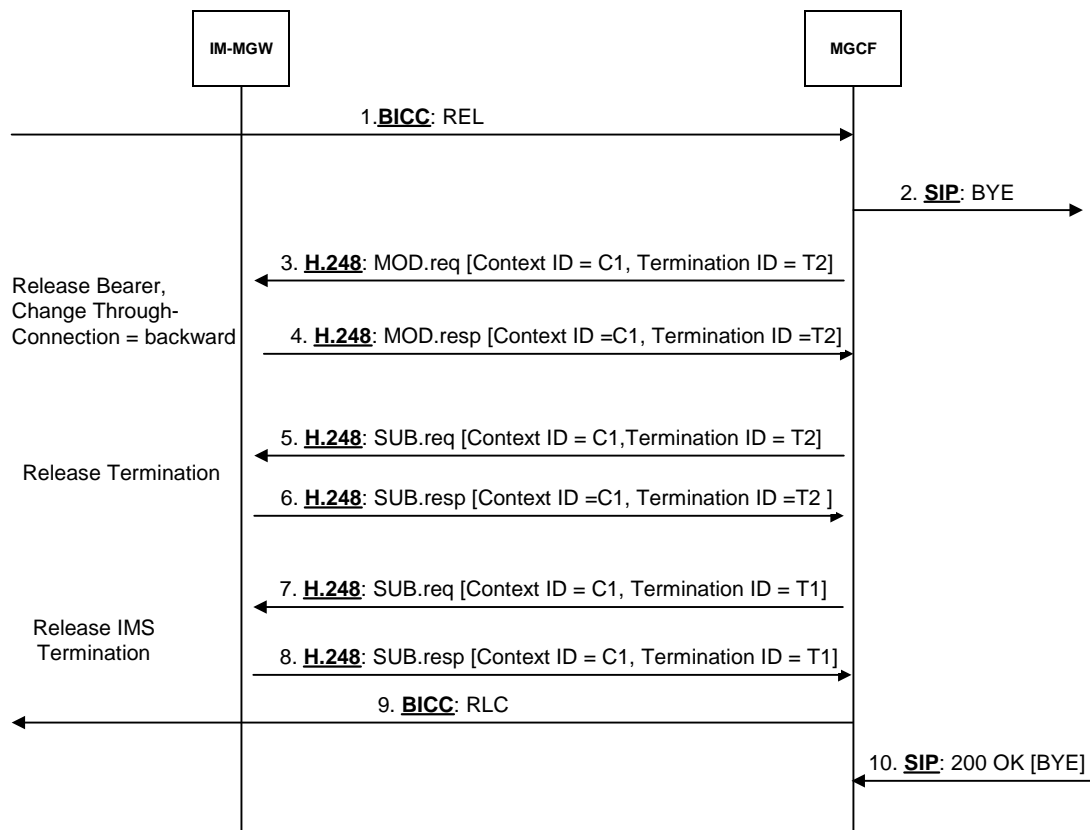 IM-MGW
MGCF
1.BICC: REL
2. SIP: BYE
3. H.248: MOD.req [Context ID = C1, Termination ID = T2]
Release Bearer,
Change Through-
Connection = backward
4. H.248: MOD.resp [Context ID =C1, Termination ID =T2]
5. H.248: SUB.req [Context ID = C1,Termination ID = T2]
Release Termination
6. H.248: SUB.resp [Context ID =C1, Termination ID =T2 ]
7. H.248: SUB.req [Context ID = C1, Termination ID = T1]
Release IMS
Termination
8. H.248: SUB.resp [Context ID = C1, Termination ID = T1]
9. BICC: RLC
10. SIP: 200 OK [BYE]